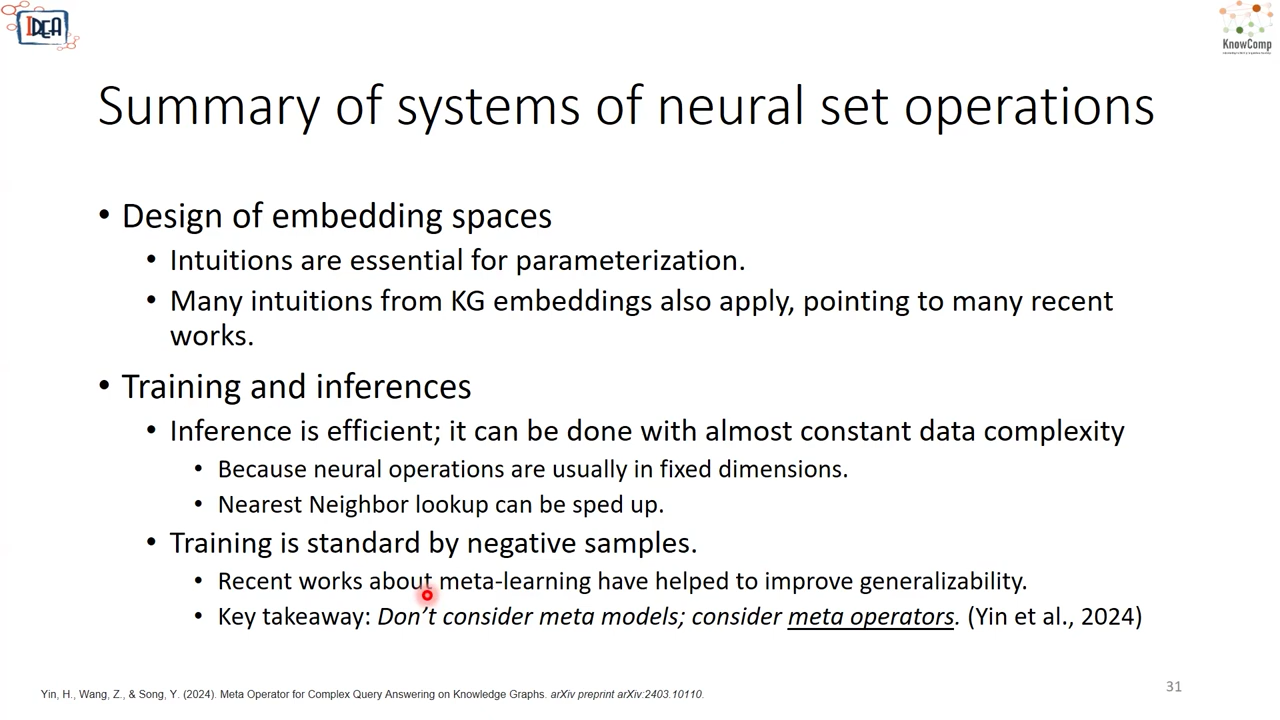 IDEA
KnowComp
Summary of systems of neural set operations
• Design of embedding spaces
• Intuitions are essential for parameterization.
• Many intuitions from KG embeddings also apply, pointing to many recent
works.
• Training and inferences
• Inference is efficient; it can be done with almost constant data complexity
• Because neural operations are usually in fixed dimensions.
• Nearest Neighbor lookup can be sped up.
• Training is standard by negative samples.
• Recent works about meta-learning have helped to improve generalizability.
• Key takeaway: Don’t consider meta models; consider meta operators. (Yin et al., 2024)
Yin, H., Wang, Z., & Song, Y. (2024). Meta Operator for Complex Query Answering on Knowledge Graphs. arXiv preprint arXiv:2403.10110.
31